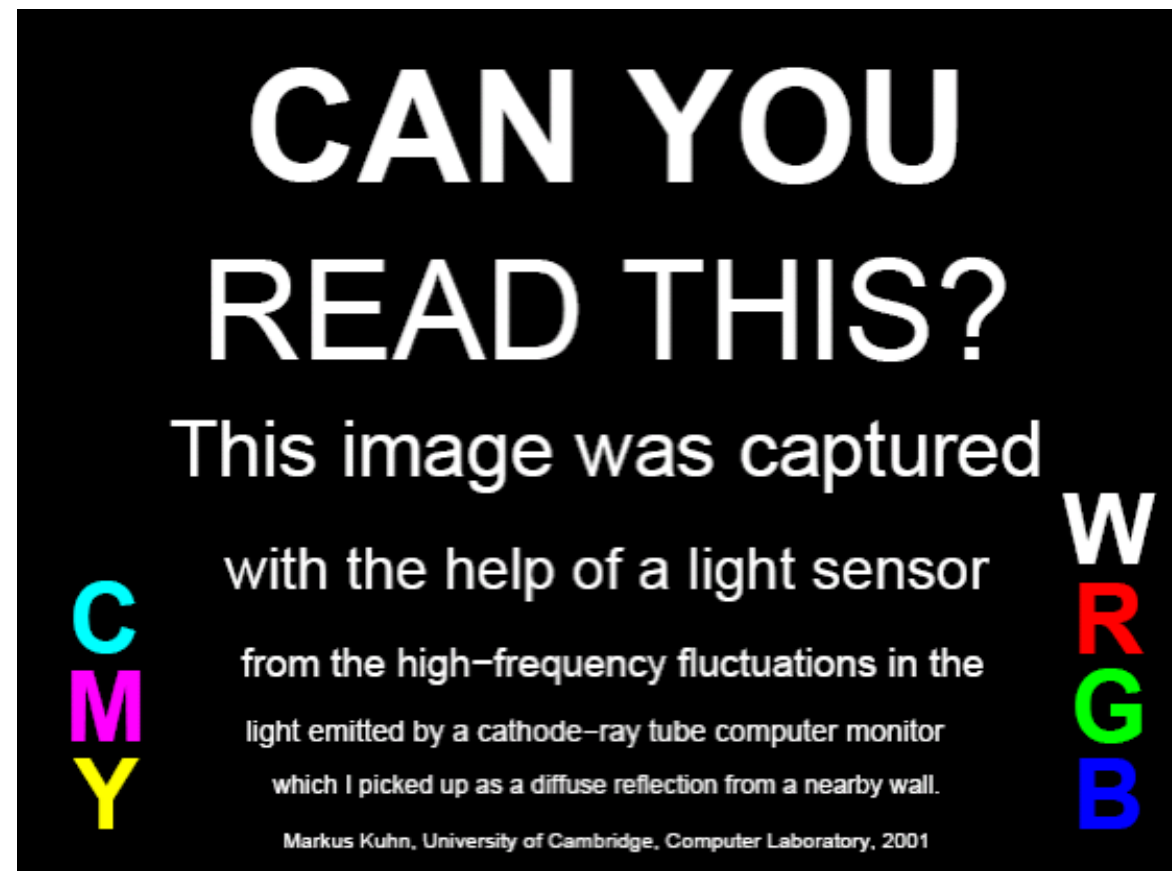 CAN YOU
READ THIS?
This image was captured
with the help of a light sensor
from the high−frequency fluctuations in the
light emitted by a cathode−ray tube computer monitor
which I picked up as a diffuse reflection from a nearby wall.
Markus Kuhn, University of Cambridge, Computer Laboratory, 2001
C
M
Y
W
R
G
B